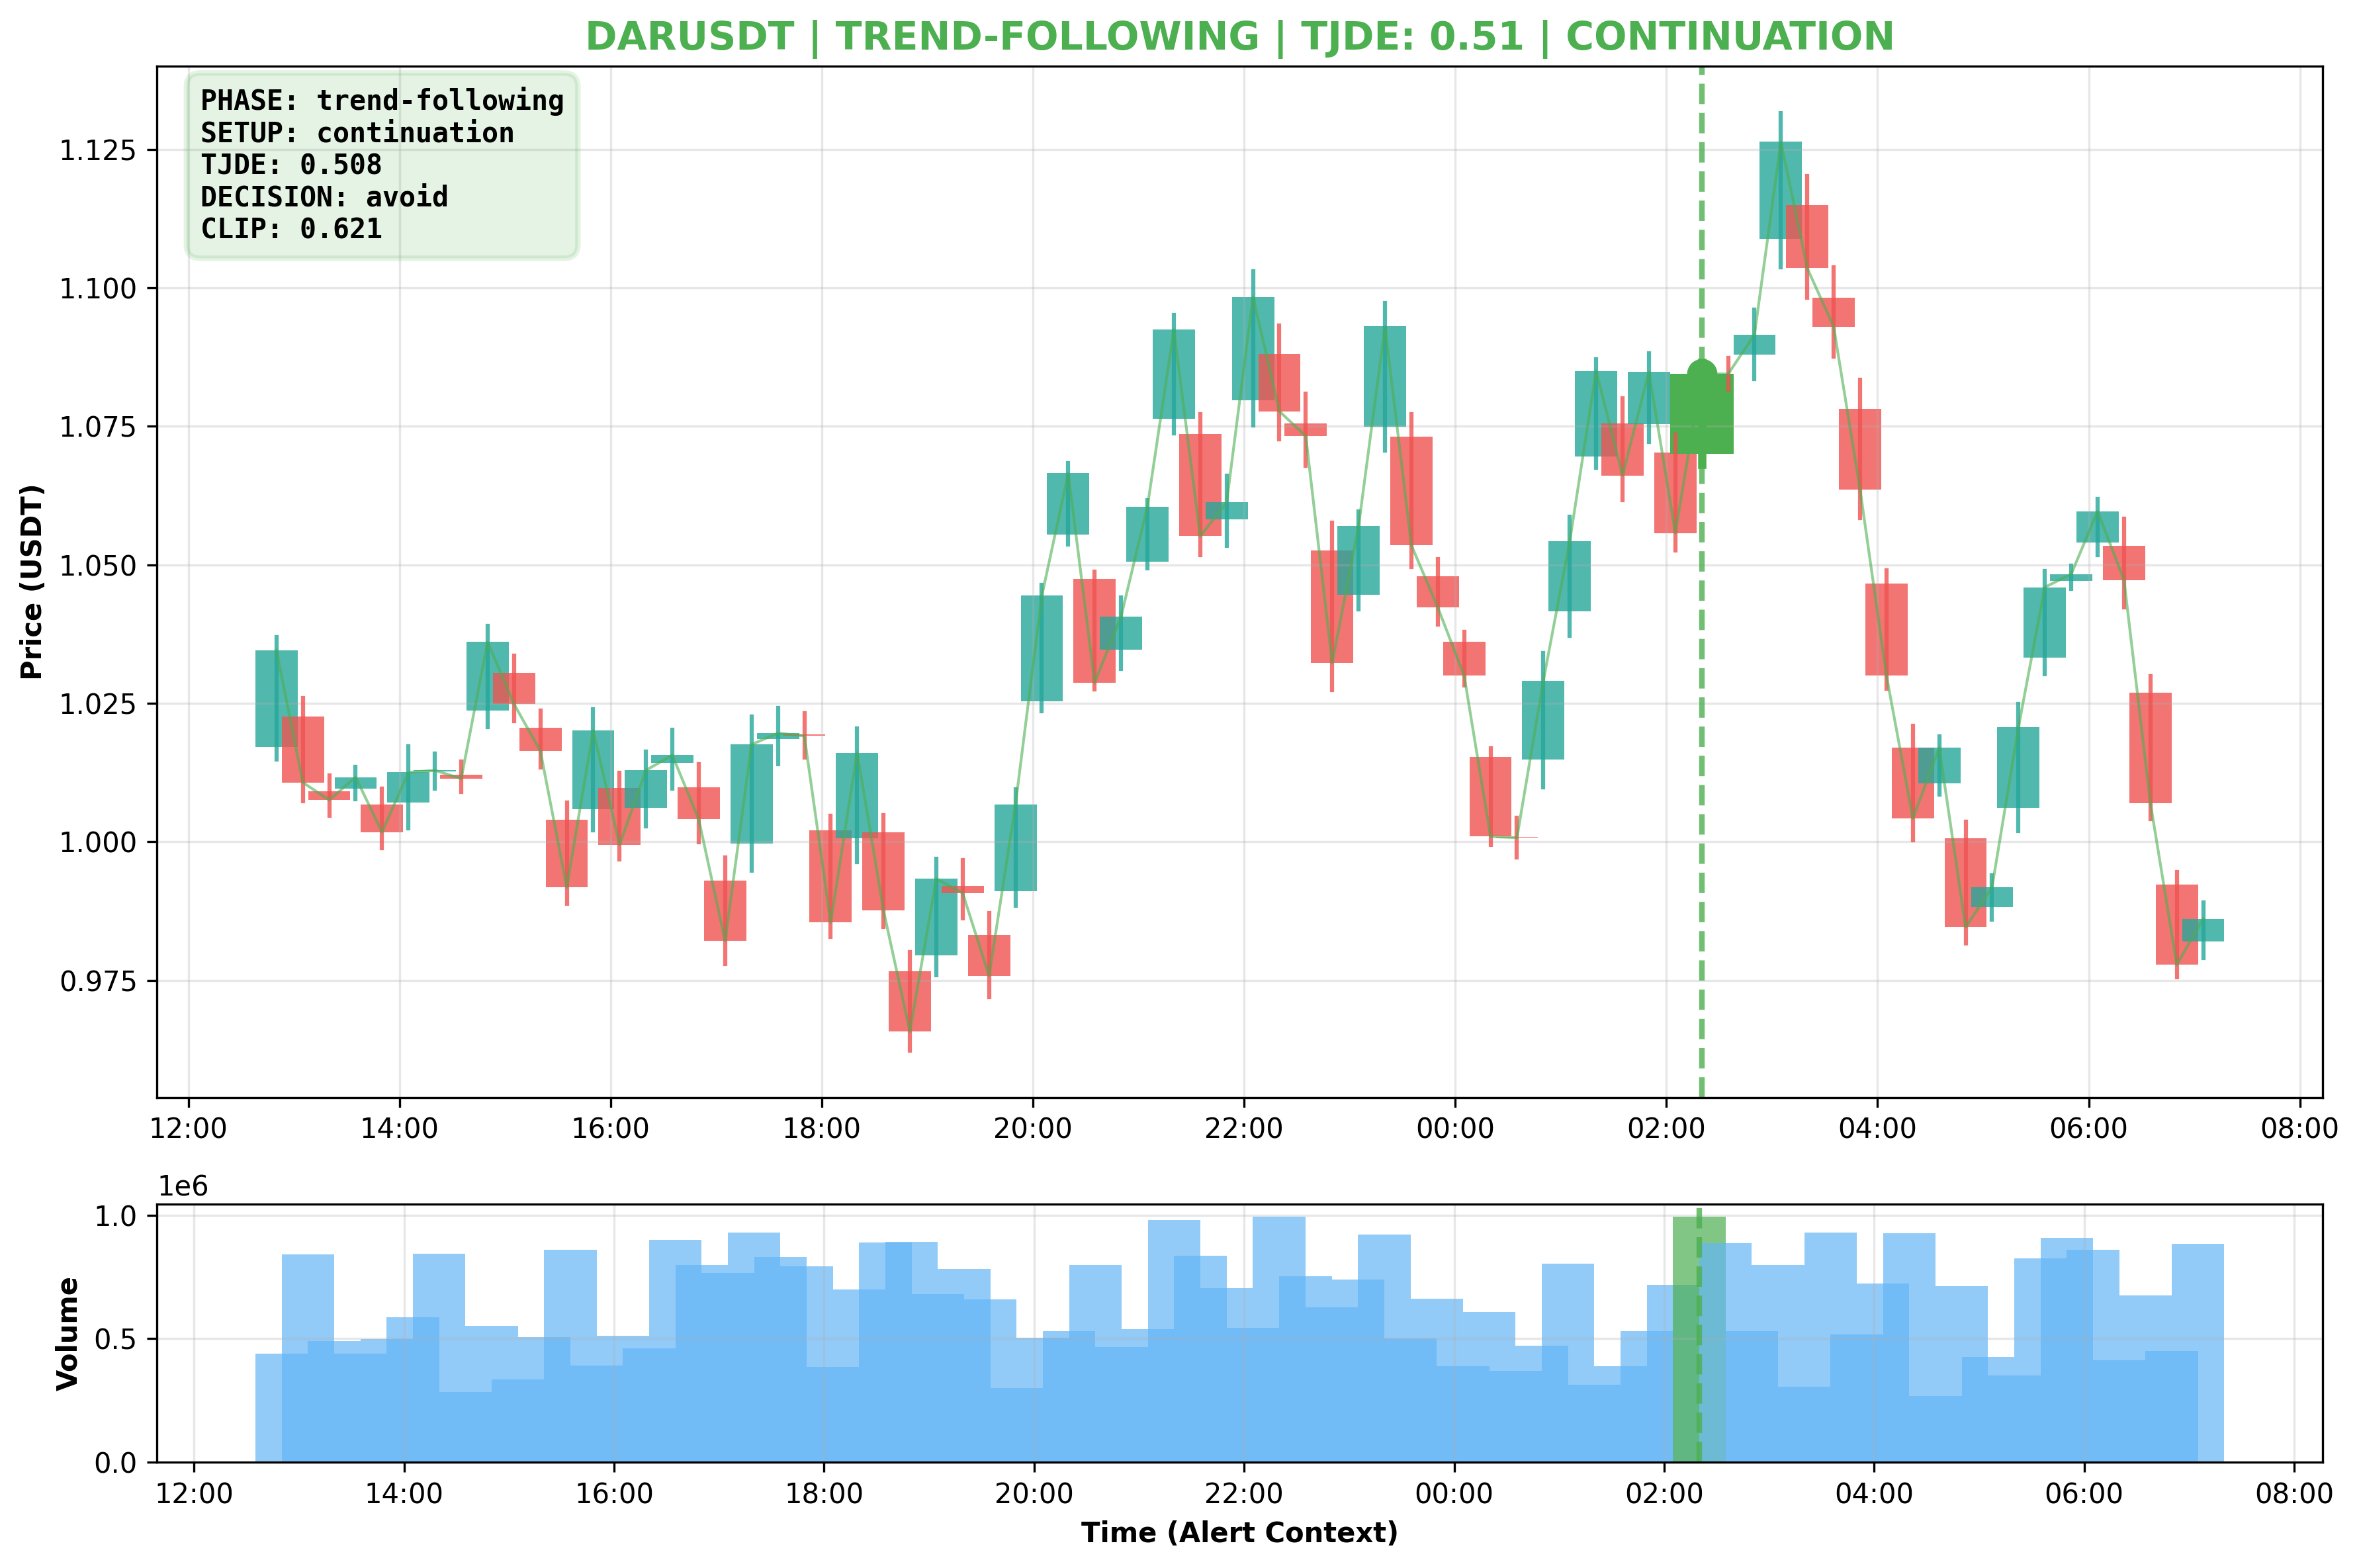 DARUSDT | TREND-FOLLOWING | TJDE: 0.51 | CONTINUATION
PHASE: trend-following
SETUP: continuation
TJDE: 0.508
DECISION: avoid
CLIP: 0.621
Price (USDT)
1.125
1.100
1.075
1.050
1.025
1.000
0.975
12:00 14:00 16:00 18:00 20:00 22:00 00:00 02:00 04:00 06:00 08:00
1e6
Volume
1.0
0.5
0.0
12:00 14:00 16:00 18:00 20:00 22:00 00:00 02:00 04:00 06:00 08:00
Time (Alert Context)